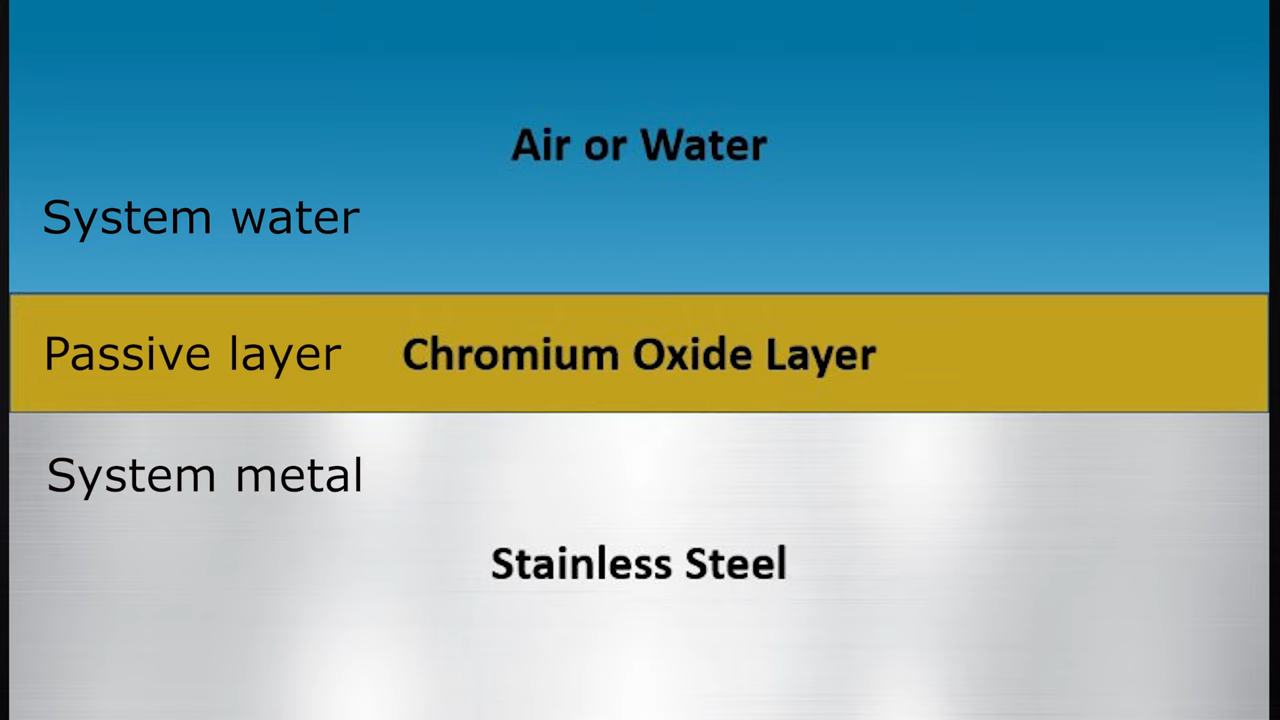 Air or Water
System water
Passive layer Chromium Oxide Layer
System metal
Stainless Steel